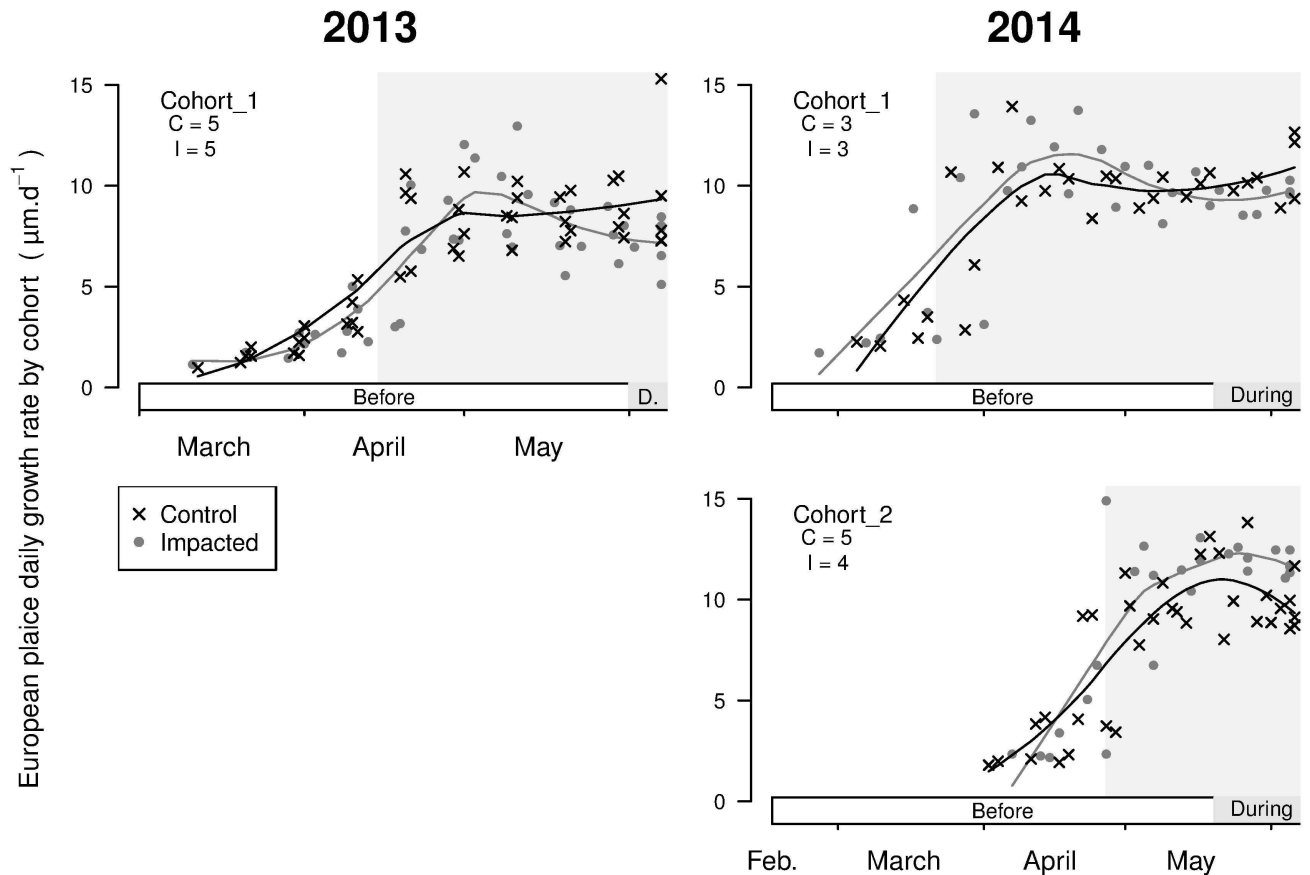 2013
2014
European plaice daily growth rate by cohort ( µm.d⁻¹ )
15
10
5
0
Cohort_1
C = 5
I = 5
Before
D.
March
April
May
Control
Impacted
15
10
5
0
Cohort_1
C = 3
I = 3
Before
During
15
10
5
0
Cohort_2
C = 5
I = 4
Before
During
Feb.
March
April
May